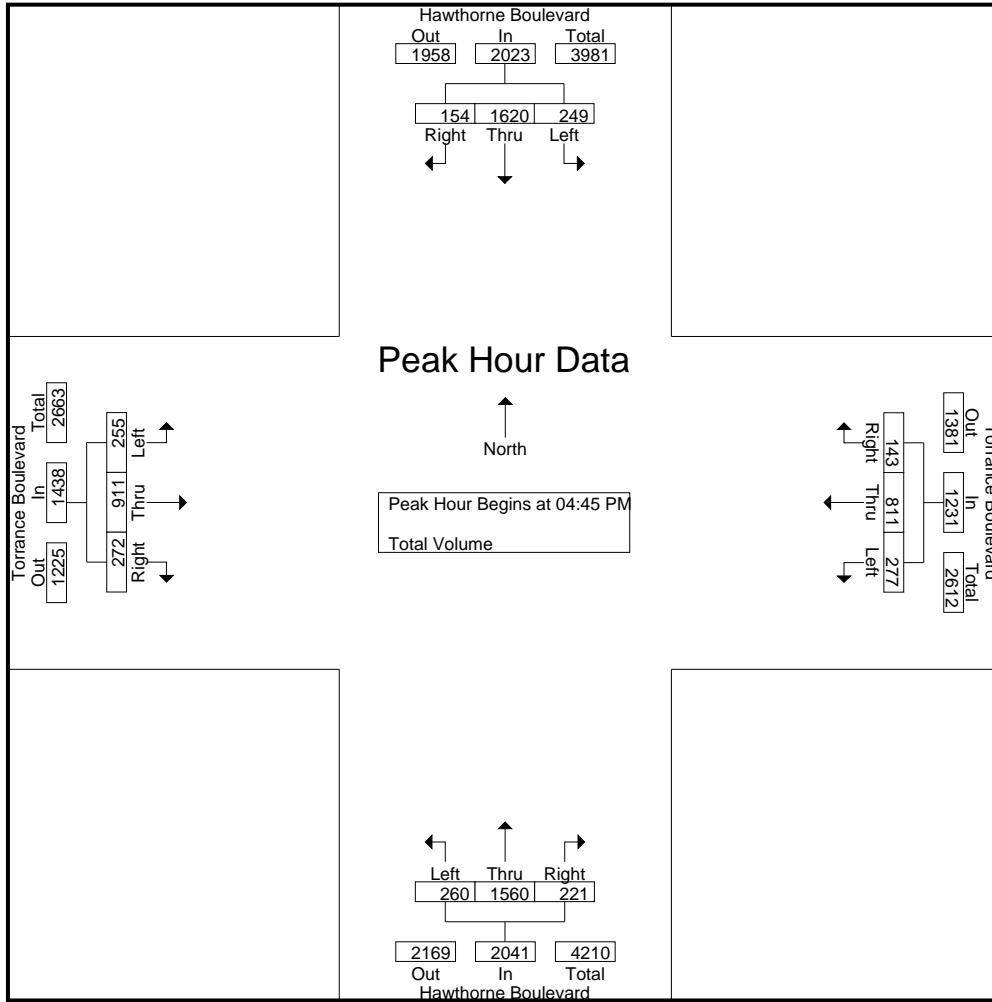 Hawthorne Boulevard
Out In Total
1958 2023 3981
154 1620 249
Right Thru Left
Peak Hour Data
North
Peak Hour Begins at 04:45 PM
Total Volume
Torrance Boulevard
Total In Out
2663 1438 1225
255 911 272
Left Thru Right
Torrance Boulevard
Out In Total
1381 1231 2612
143 811 277
Right Thru Left
Left Thru Right
260 1560 221
2169 2041 4210
Out In Total
Hawthorne Boulevard